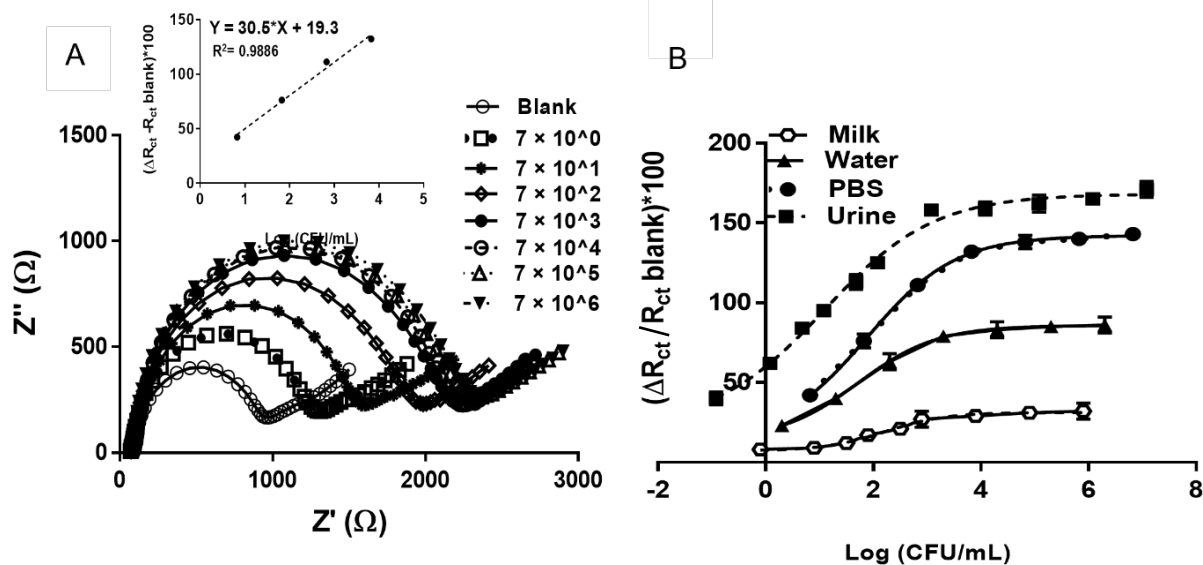 A
150
100
50
0
(ΔRct -Rct blank)*100
Y = 30.5*X + 19.3
R²= 0.9886
0 1 2 3 4 5
(CFU/mL)
1500
1000
500
0
Z'' (Ω)
0 1000 2000 3000
Z' (Ω)
Blank
7 × 10^0
7 × 10^1
7 × 10^2
7 × 10^3
7 × 10^4
7 × 10^5
7 × 10^6
B
200
150
100
50
(ΔRct/Rct blank)*100
Milk
Water
PBS
Urine
-2 0 2 4 6 8
Log (CFU/mL)